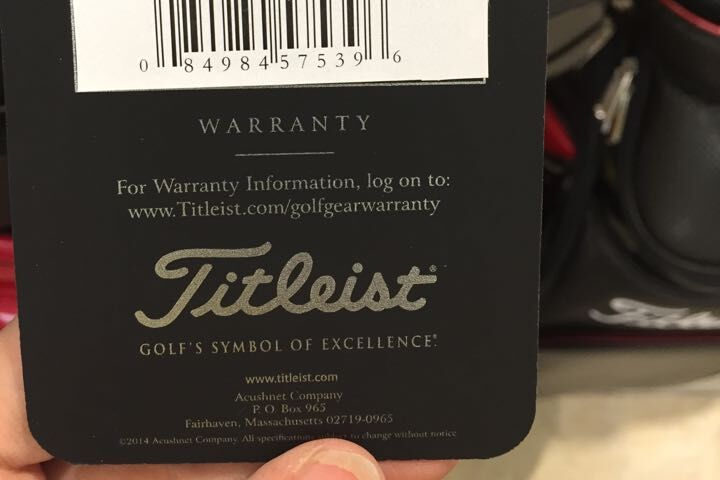 0 84984 57539 6
WARRANTY
For Warranty Information, log on to:
www.Titleist.com/golfgearwarranty
Titleist®
GOLF'S SYMBOL OF EXCELLENCE®
www.titleist.com
Acushnet Company
P. O. Box 965
Fairhaven, Massachusetts 02719-0965
©2014 Acushnet Company. All specifications to change without notice